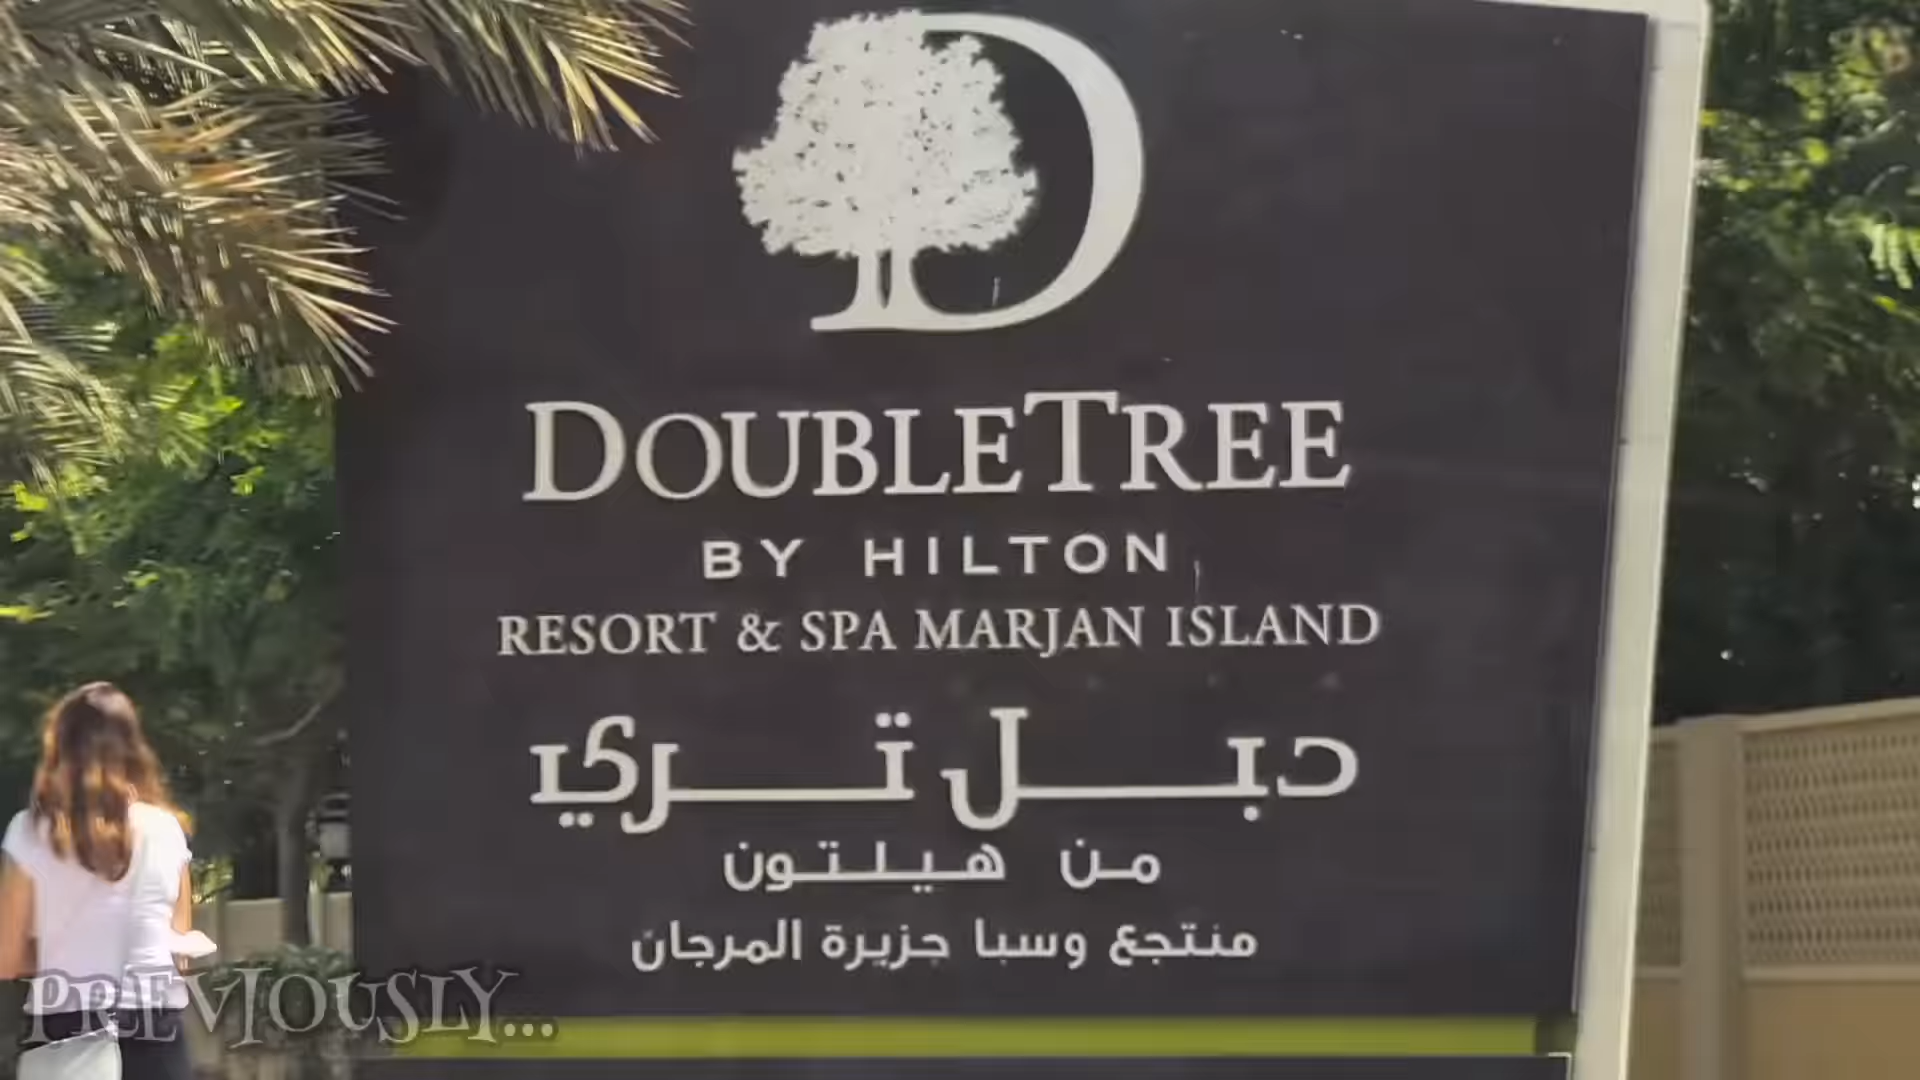 DOUBLETREE
BY HILTON
RESORT & SPA MARJAN ISLAND
دبل تري
من هيلتون
منتجع وسبا جزيرة المرجان
PREVIOUSLY...